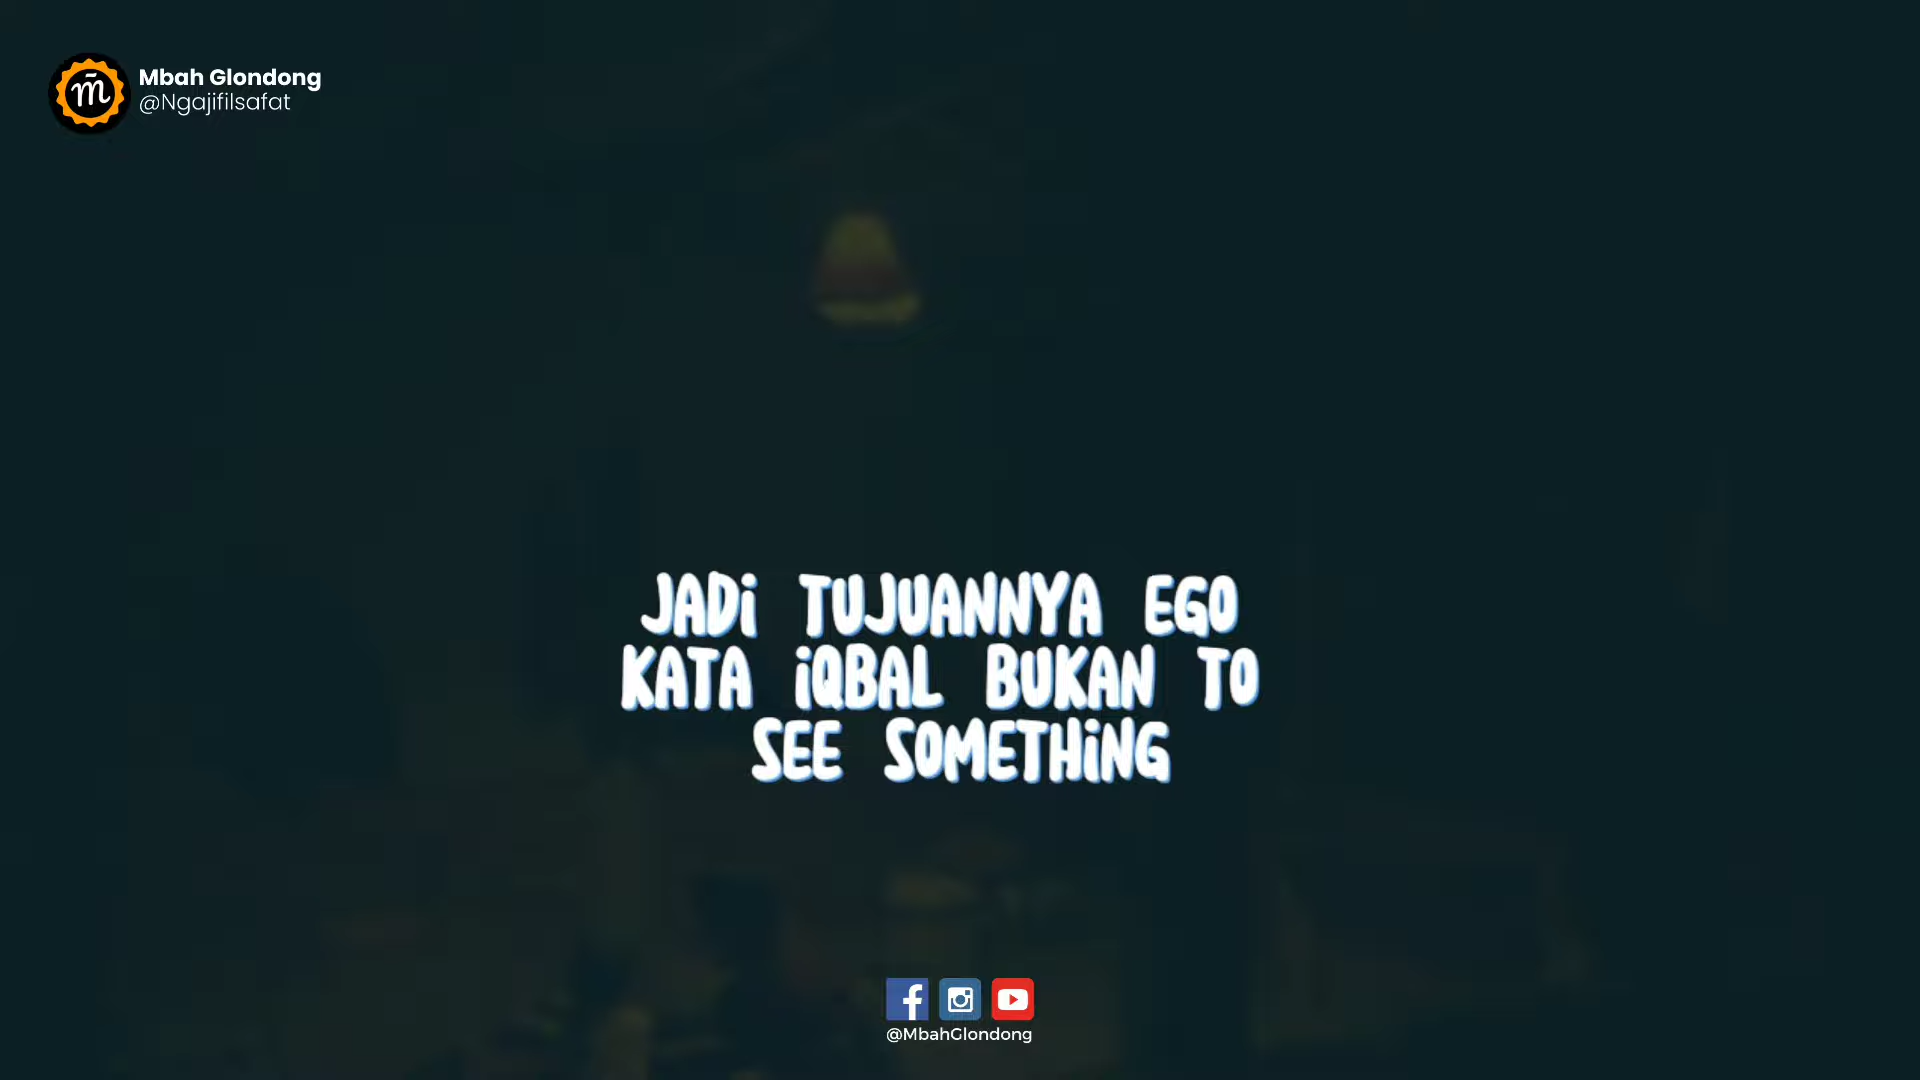 Mbah Glondong
@Ngajifilsafat
JADi TUJUANNYA EGO
KATA iQBAL BUKAN TO
SEE SOMETHiNG
@MbahGlondong